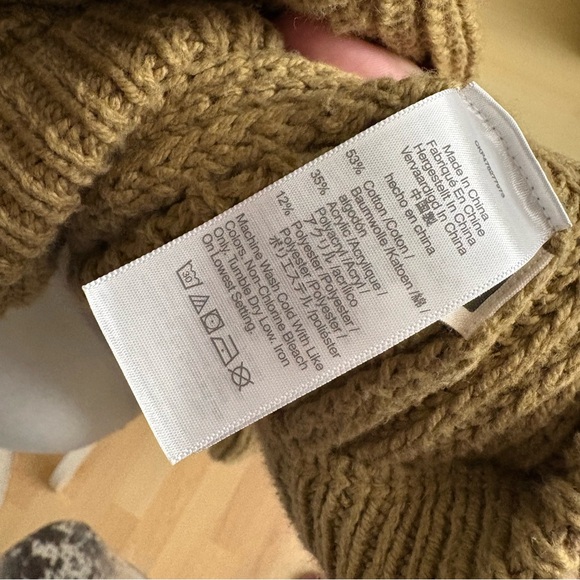 Made In China
Fabriqué En Chine
Hergestellt In China
Vervaardigd In China
中國製
hecho en china
53% Cotton /Coton /
Baumwole /Katoen /綿 /
algodón
35% Acrylic /Acrylique /
Polyacryl /Acryl /
アクリル /acrílico
12% Polyester /Polyester /
Polyester /Polyester /
ポリエステル /poliéster
30
Machine Wash Cold With Like
Colors. Non-Chlorine Bleach
Only. Tumble Dry Low. Iron
On Lowest Setting.